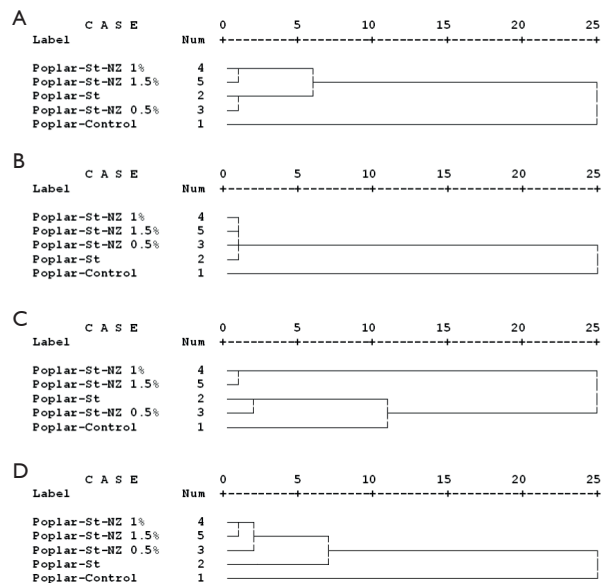 A
C A S E 0 5 10 15 20 25
Label Num +---------+---------+---------+---------+---------+
Poplar-St-NZ 1% 4
Poplar-St-NZ 1.5% 5
Poplar-St 2
Poplar-St-NZ 0.5% 3
Poplar-Control 1
B
C A S E 0 5 10 15 20 25
Label Num +---------+---------+---------+---------+---------+
Poplar-St-NZ 1% 4
Poplar-St-NZ 1.5% 5
Poplar-St-NZ 0.5% 3
Poplar-St 2
Poplar-Control 1
C
C A S E 0 5 10 15 20 25
Label Num +---------+---------+---------+---------+---------+
Poplar-St-NZ 1% 4
Poplar-St-NZ 1.5% 5
Poplar-St 2
Poplar-St-NZ 0.5% 3
Poplar-Control 1
D
C A S E 0 5 10 15 20 25
Label Num +---------+---------+---------+---------+---------+
Poplar-St-NZ 1% 4
Poplar-St-NZ 1.5% 5
Poplar-St-NZ 0.5% 3
Poplar-St 2
Poplar-Control 1